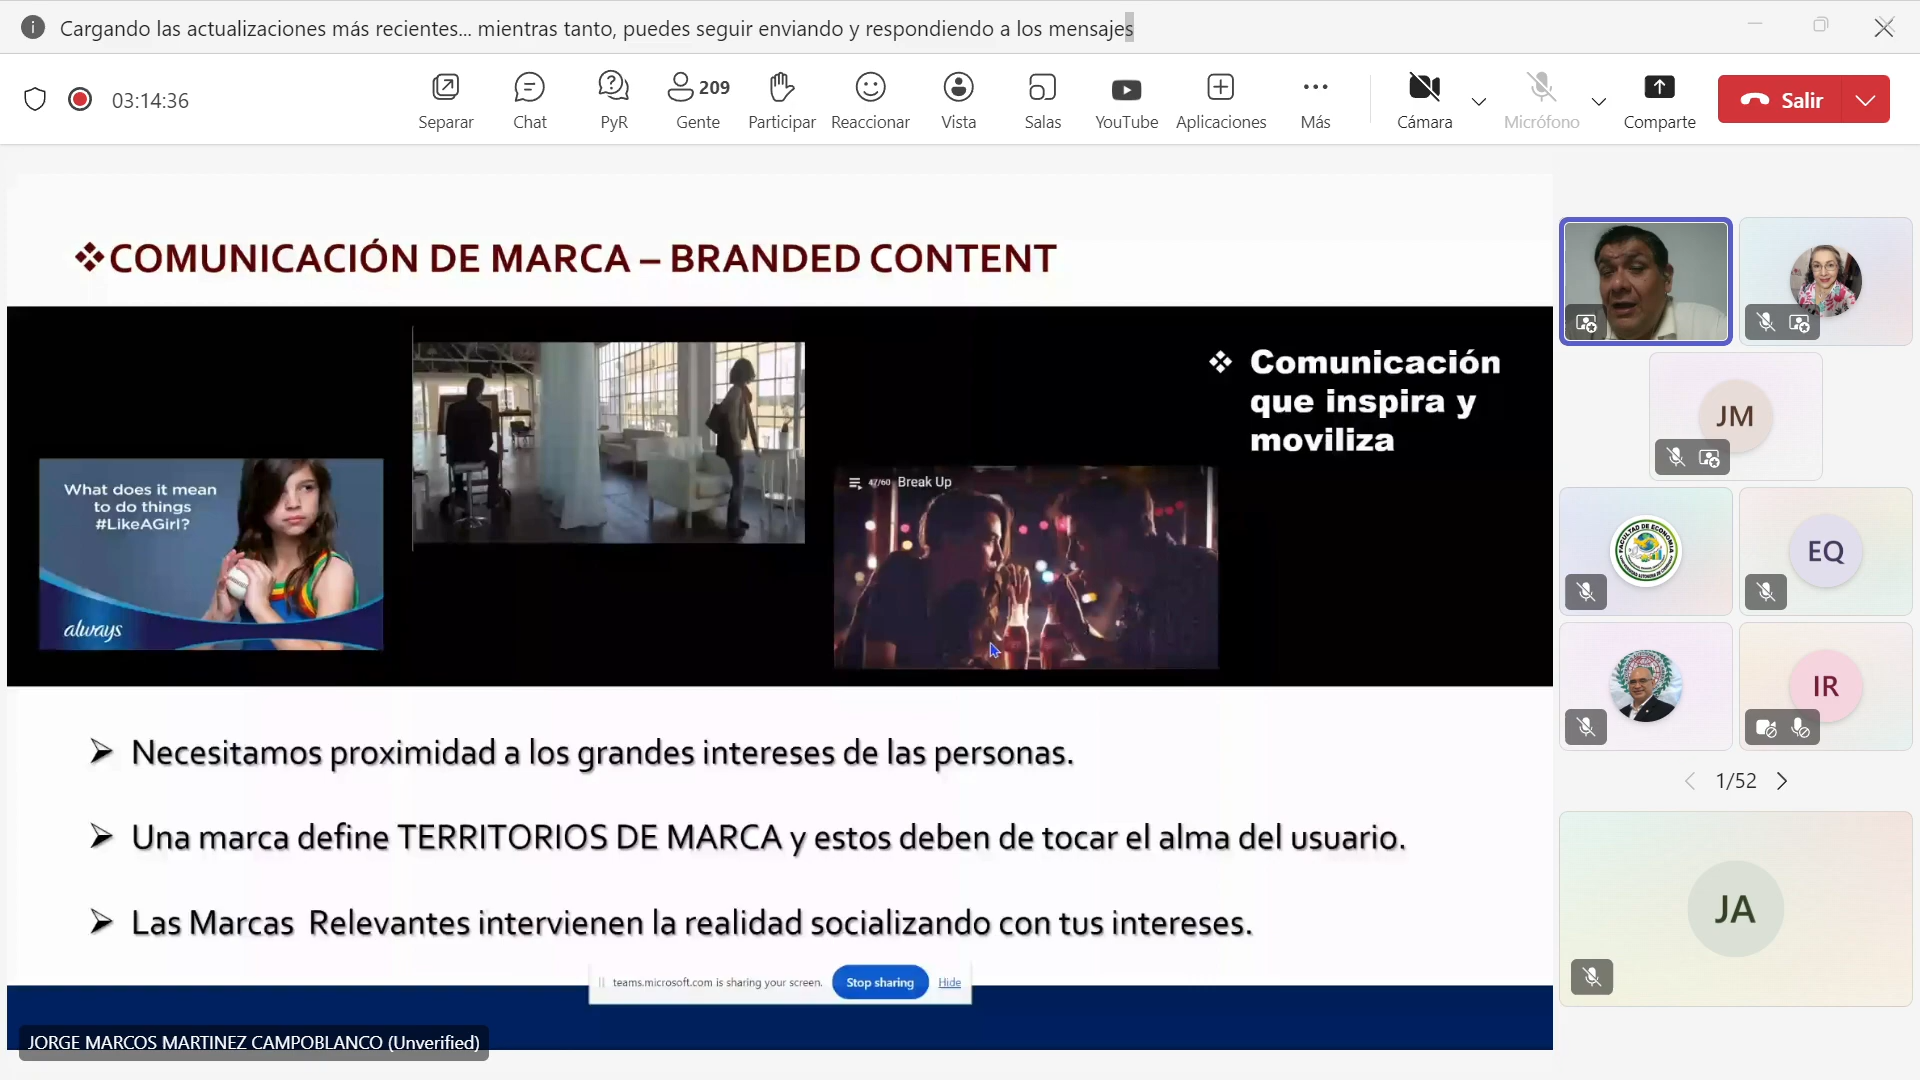 Cargando las actualizaciones más recientes... mientras tanto, puedes seguir enviando y respondiendo a los mensajes
03:14:36
Separar
Chat
PyR
209
Gente
Participar
Reaccionar
Vista
Salas
YouTube
Aplicaciones
Más
Cámara
Micrófono
Comparte
Salir
COMUNICACIÓN DE MARCA – BRANDED CONTENT
Comunicación
que inspira y
moviliza
What does it mean
to do things
#LikeAGirl?
always
47/60 Break Up
Necesitamos proximidad a los grandes intereses de las personas.
Una marca define TERRITORIOS DE MARCA y estos deben de tocar el alma del usuario.
Las Marcas Relevantes intervienen la realidad socializando con tus intereses.
teams.microsoft.com is sharing your screen.
Stop sharing
Hide
JORGE MARCOS MARTINEZ CAMPOBLANCO (Unverified)
JM
FACULTAD DE ECONOMIA
EQ
IR
1/52
JA